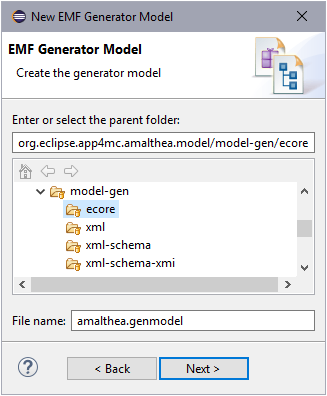 New EMF Generator Model
EMF Generator Model
Create the generator model
Enter or select the parent folder:
org.eclipse.app4mc.amalthea.model/model-gen/ecore
model-gen
ecore
xml
xml-schema
xml-schema-xmi
File name: amalthea.genmodel
? < Back Next >